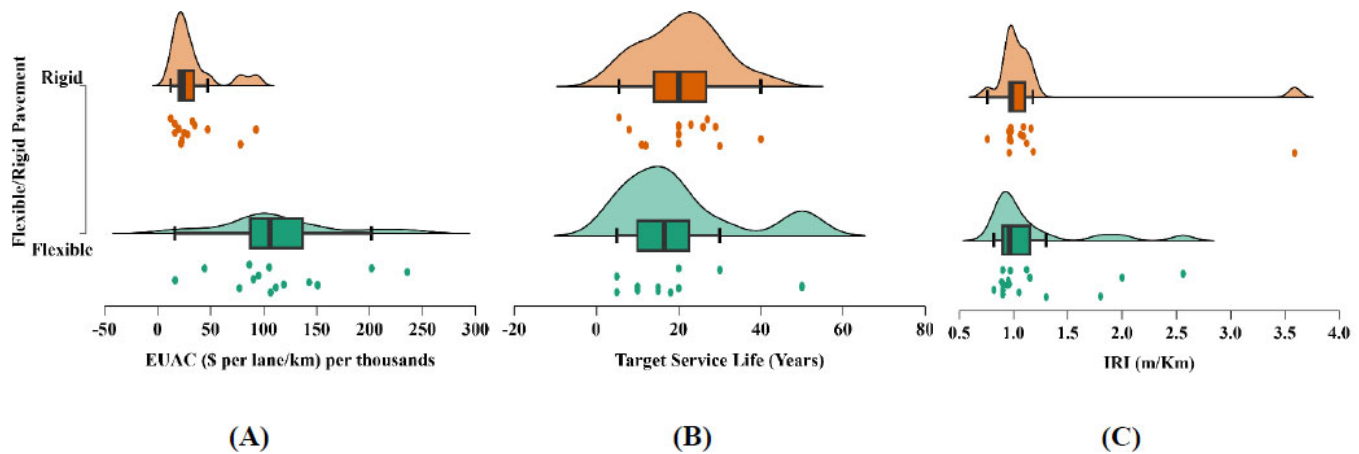 Flexible/Rigid Pavement
Rigid
Flexible
-50 0 50 100 150 200 250 300
EUAC ($ per lane/km) per thousands
(A)
-20 0 20 40 60 80
Target Service Life (Years)
(B)
0.5 1.0 1.5 2.0 2.5 3.0 3.5 4.0
IRI (m/Km)
(C)